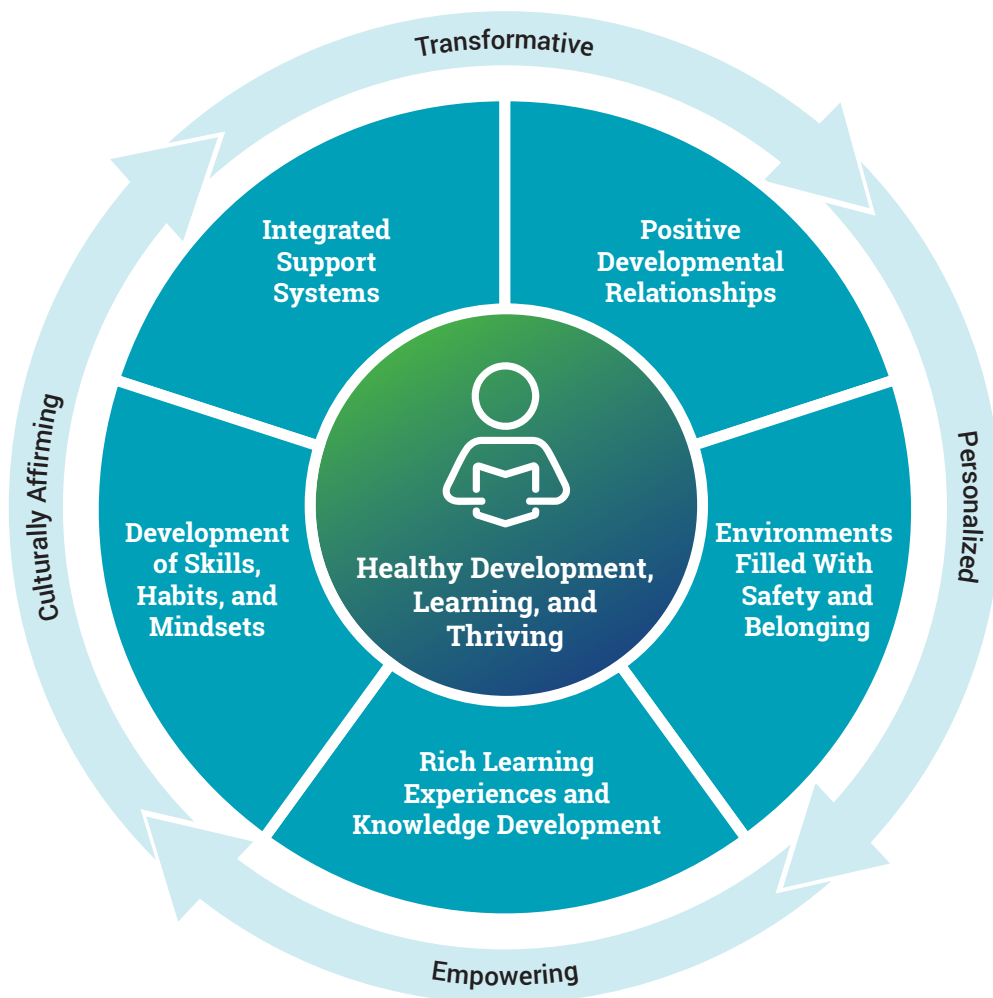 Transformative
Integrated
Support
Systems
Positive
Developmental
Relationships
Culturally Affirming
Personalized
Development
of Skills,
Habits, and
Mindsets
Healthy Development,
Learning, and
Thriving
Environments
Filled With
Safety and
Belonging
Rich Learning
Experiences and
Knowledge Development
Empowering